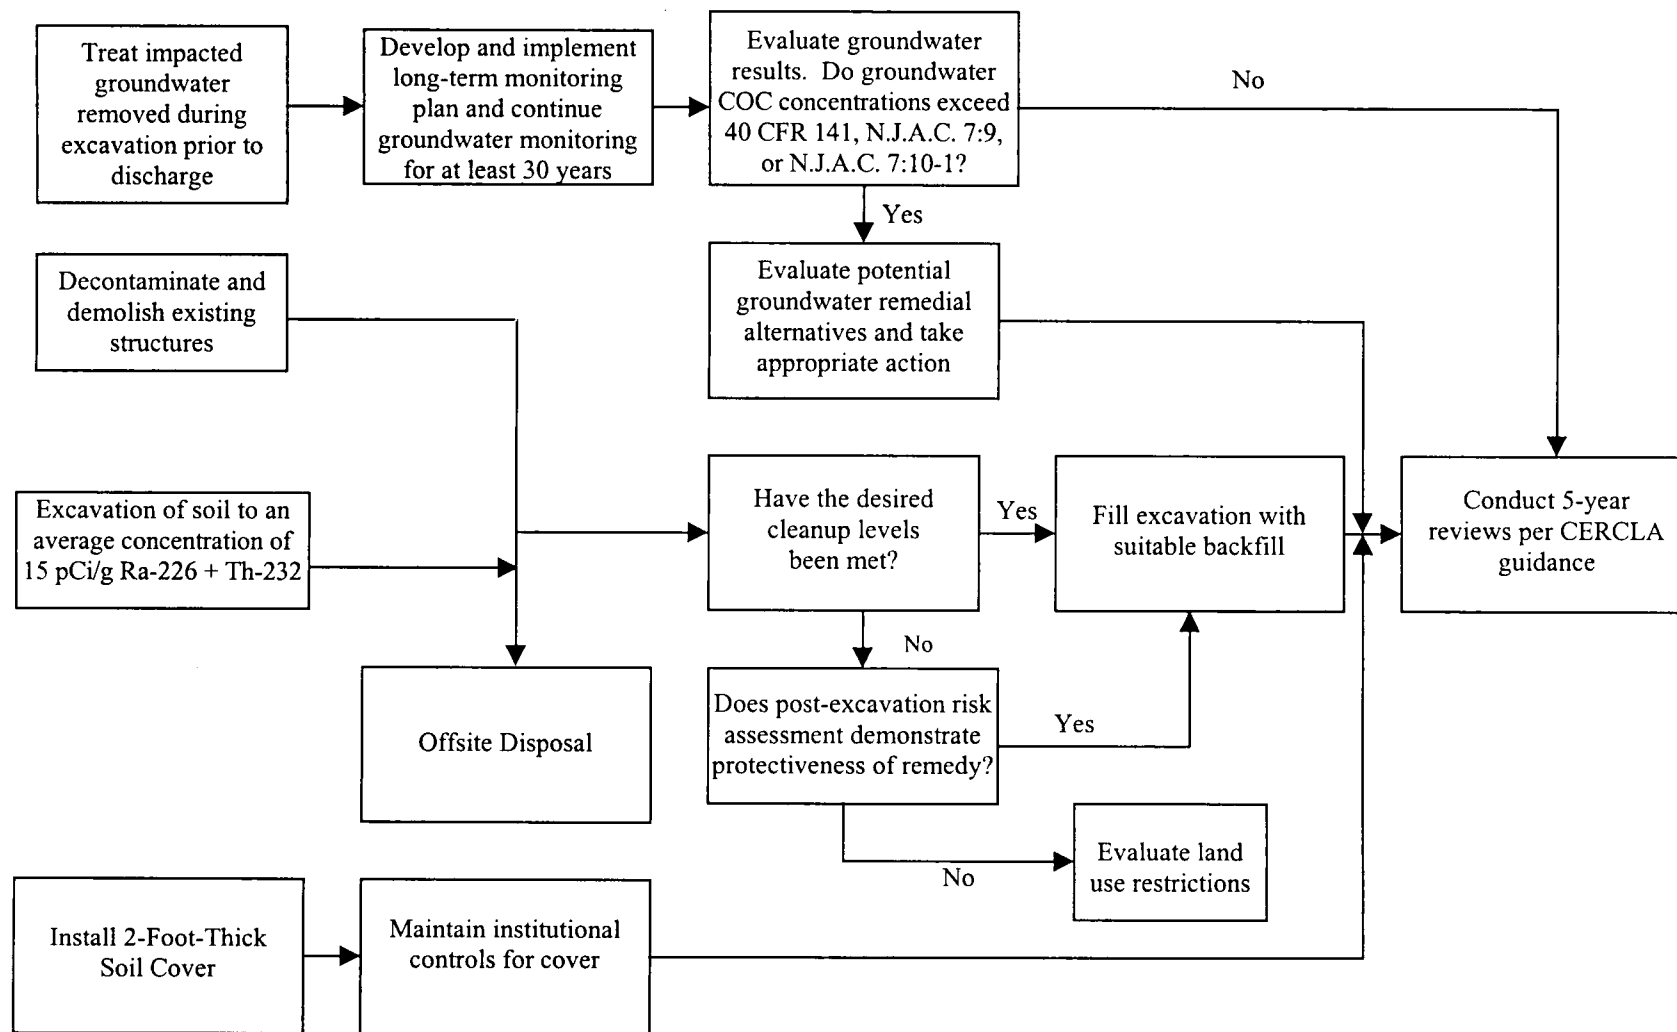 Treat impacted
groundwater
removed during
excavation prior to
discharge
Develop and implement
long-term monitoring
plan and continue
groundwater monitoring
for at least 30 years
Evaluate groundwater
results. Do groundwater
COC concentrations exceed
40 CFR 141, N.J.A.C. 7:9,
or N.J.A.C. 7:10-1?
No
Yes
Decontaminate and
demolish existing
structures
Evaluate potential
groundwater remedial
alternatives and take
appropriate action
Excavation of soil to an
average concentration of
15 pCi/g Ra-226 + Th-232
Have the desired
cleanup levels
been met?
Yes
Fill excavation with
suitable backfill
Conduct 5-year
reviews per CERCLA
guidance
No
Offsite Disposal
Does post-excavation risk
assessment demonstrate
protectiveness of remedy?
Yes
No
Evaluate land
use restrictions
Install 2-Foot-Thick
Soil Cover
Maintain institutional
controls for cover